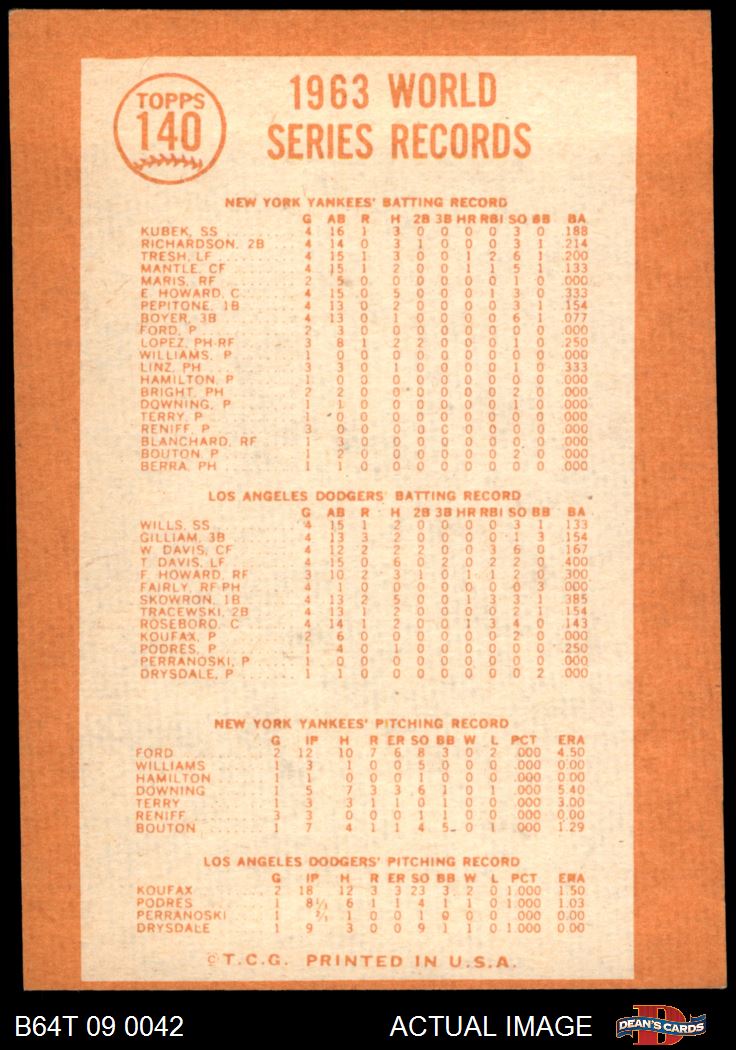 TOPPS
140
1963 WORLD
SERIES RECORDS
NEW YORK YANKEES' BATTING RECORD
G AB R H 2B 3B HR RBI SO BB BA
KUBEK, SS 4 16 1 3 0 0 0 0 3 0 .188
RICHARDSON, 2B 4 14 0 3 1 0 0 0 3 1 .214
TRESH, LF 4 15 1 3 0 0 1 2 6 1 .200
MANTLE, CF 4 15 1 2 0 0 1 1 5 1 .133
MARIS, RF 2 5 0 0 0 0 0 0 1 0 .000
E. HOWARD, C 4 15 0 5 0 0 0 1 3 0 .333
PEPITONE, 1B 4 13 0 2 0 0 0 0 3 1 .154
BOYER, 3B 4 13 0 1 0 0 0 0 6 1 .077
FORD, P 2 3 0 0 0 0 0 0 0 0 .000
LOPEZ, PH-RF 3 8 1 2 2 0 0 0 1 0 .250
WILLIAMS, P 1 0 0 0 0 0 0 0 0 0 .000
LINZ, PH 3 3 0 1 0 0 0 0 1 0 .333
HAMILTON, P 1 0 0 0 0 0 0 0 0 0 .000
BRIGHT, PH 2 2 0 0 0 0 0 0 2 0 .000
DOWNING, P 1 1 0 0 0 0 0 0 1 0 .000
TERRY, P 1 0 0 0 0 0 0 0 0 0 .000
RENIFF, P 3 0 0 0 0 0 0 0 0 0 .000
BLANCHARD, RF 1 3 0 0 0 0 0 0 0 0 .000
BOUTON, P 1 2 0 0 0 0 0 0 2 0 .000
BERRA, PH 1 1 0 0 0 0 0 0 0 0 .000
LOS ANGELES DODGERS' BATTING RECORD
G AB R H 2B 3B HR RBI SO BB BA
WILLS, SS 4 15 1 2 0 0 0 0 3 1 .133
GILLIAM, 3B 4 13 3 2 0 0 0 0 1 3 .154
W. DAVIS, CF 4 12 2 2 2 0 0 3 6 0 .167
T. DAVIS, LF 4 15 0 6 0 2 0 2 2 0 .400
F. HOWARD, RF 3 10 2 3 1 0 1 1 2 0 .300
FAIRLY, RF-PH 4 1 0 0 0 0 0 0 0 3 .000
SKOWRON, 1B 4 13 2 5 0 0 1 3 3 1 .385
TRACEWSKI, 2B 4 13 1 2 0 0 0 0 2 1 .154
ROSEBORO, C 4 14 1 2 0 0 1 3 4 0 .143
KOUFAX, P 2 6 0 0 0 0 0 0 2 0 .000
PODRES, P 1 4 0 1 0 0 0 0 0 0 .250
PERRANOSKI, P 1 0 0 0 0 0 0 0 0 0 .000
DRYSDALE, P 1 1 0 0 0 0 0 0 0 2 .000
NEW YORK YANKEES' PITCHING RECORD
G IP H R ER SO BB W L PCT ERA
FORD 2 12 10 7 6 8 3 0 2 .000 4.50
WILLIAMS 1 3 1 0 0 5 0 0 0 .000 0.00
HAMILTON 1 1 0 0 0 1 0 0 0 .000 0.00
DOWNING 1 5 7 3 3 6 1 0 1 .000 5.40
TERRY 1 3 3 1 1 0 1 0 0 .000 3.00
RENIFF 3 3 0 0 0 1 1 0 0 .000 0.00
BOUTON 1 7 4 1 1 4 5 0 1 .000 1.29
LOS ANGELES DODGERS' PITCHING RECORD
G IP H R ER SO BB W L PCT ERA
KOUFAX 2 18 12 3 3 23 3 2 0 1.000 1.50
PODRES 1 8⅓ 6 1 1 4 1 1 0 1.000 1.03
PERRANOSKI 1 ⅔ 1 0 0 1 0 0 0 .000 0.00
DRYSDALE 1 9 3 0 0 9 1 1 0 1.000 0.00
©T.C.G. PRINTED IN U.S.A.
B64T 09 0042
ACTUAL IMAGE
D
DEAN'S CARDS